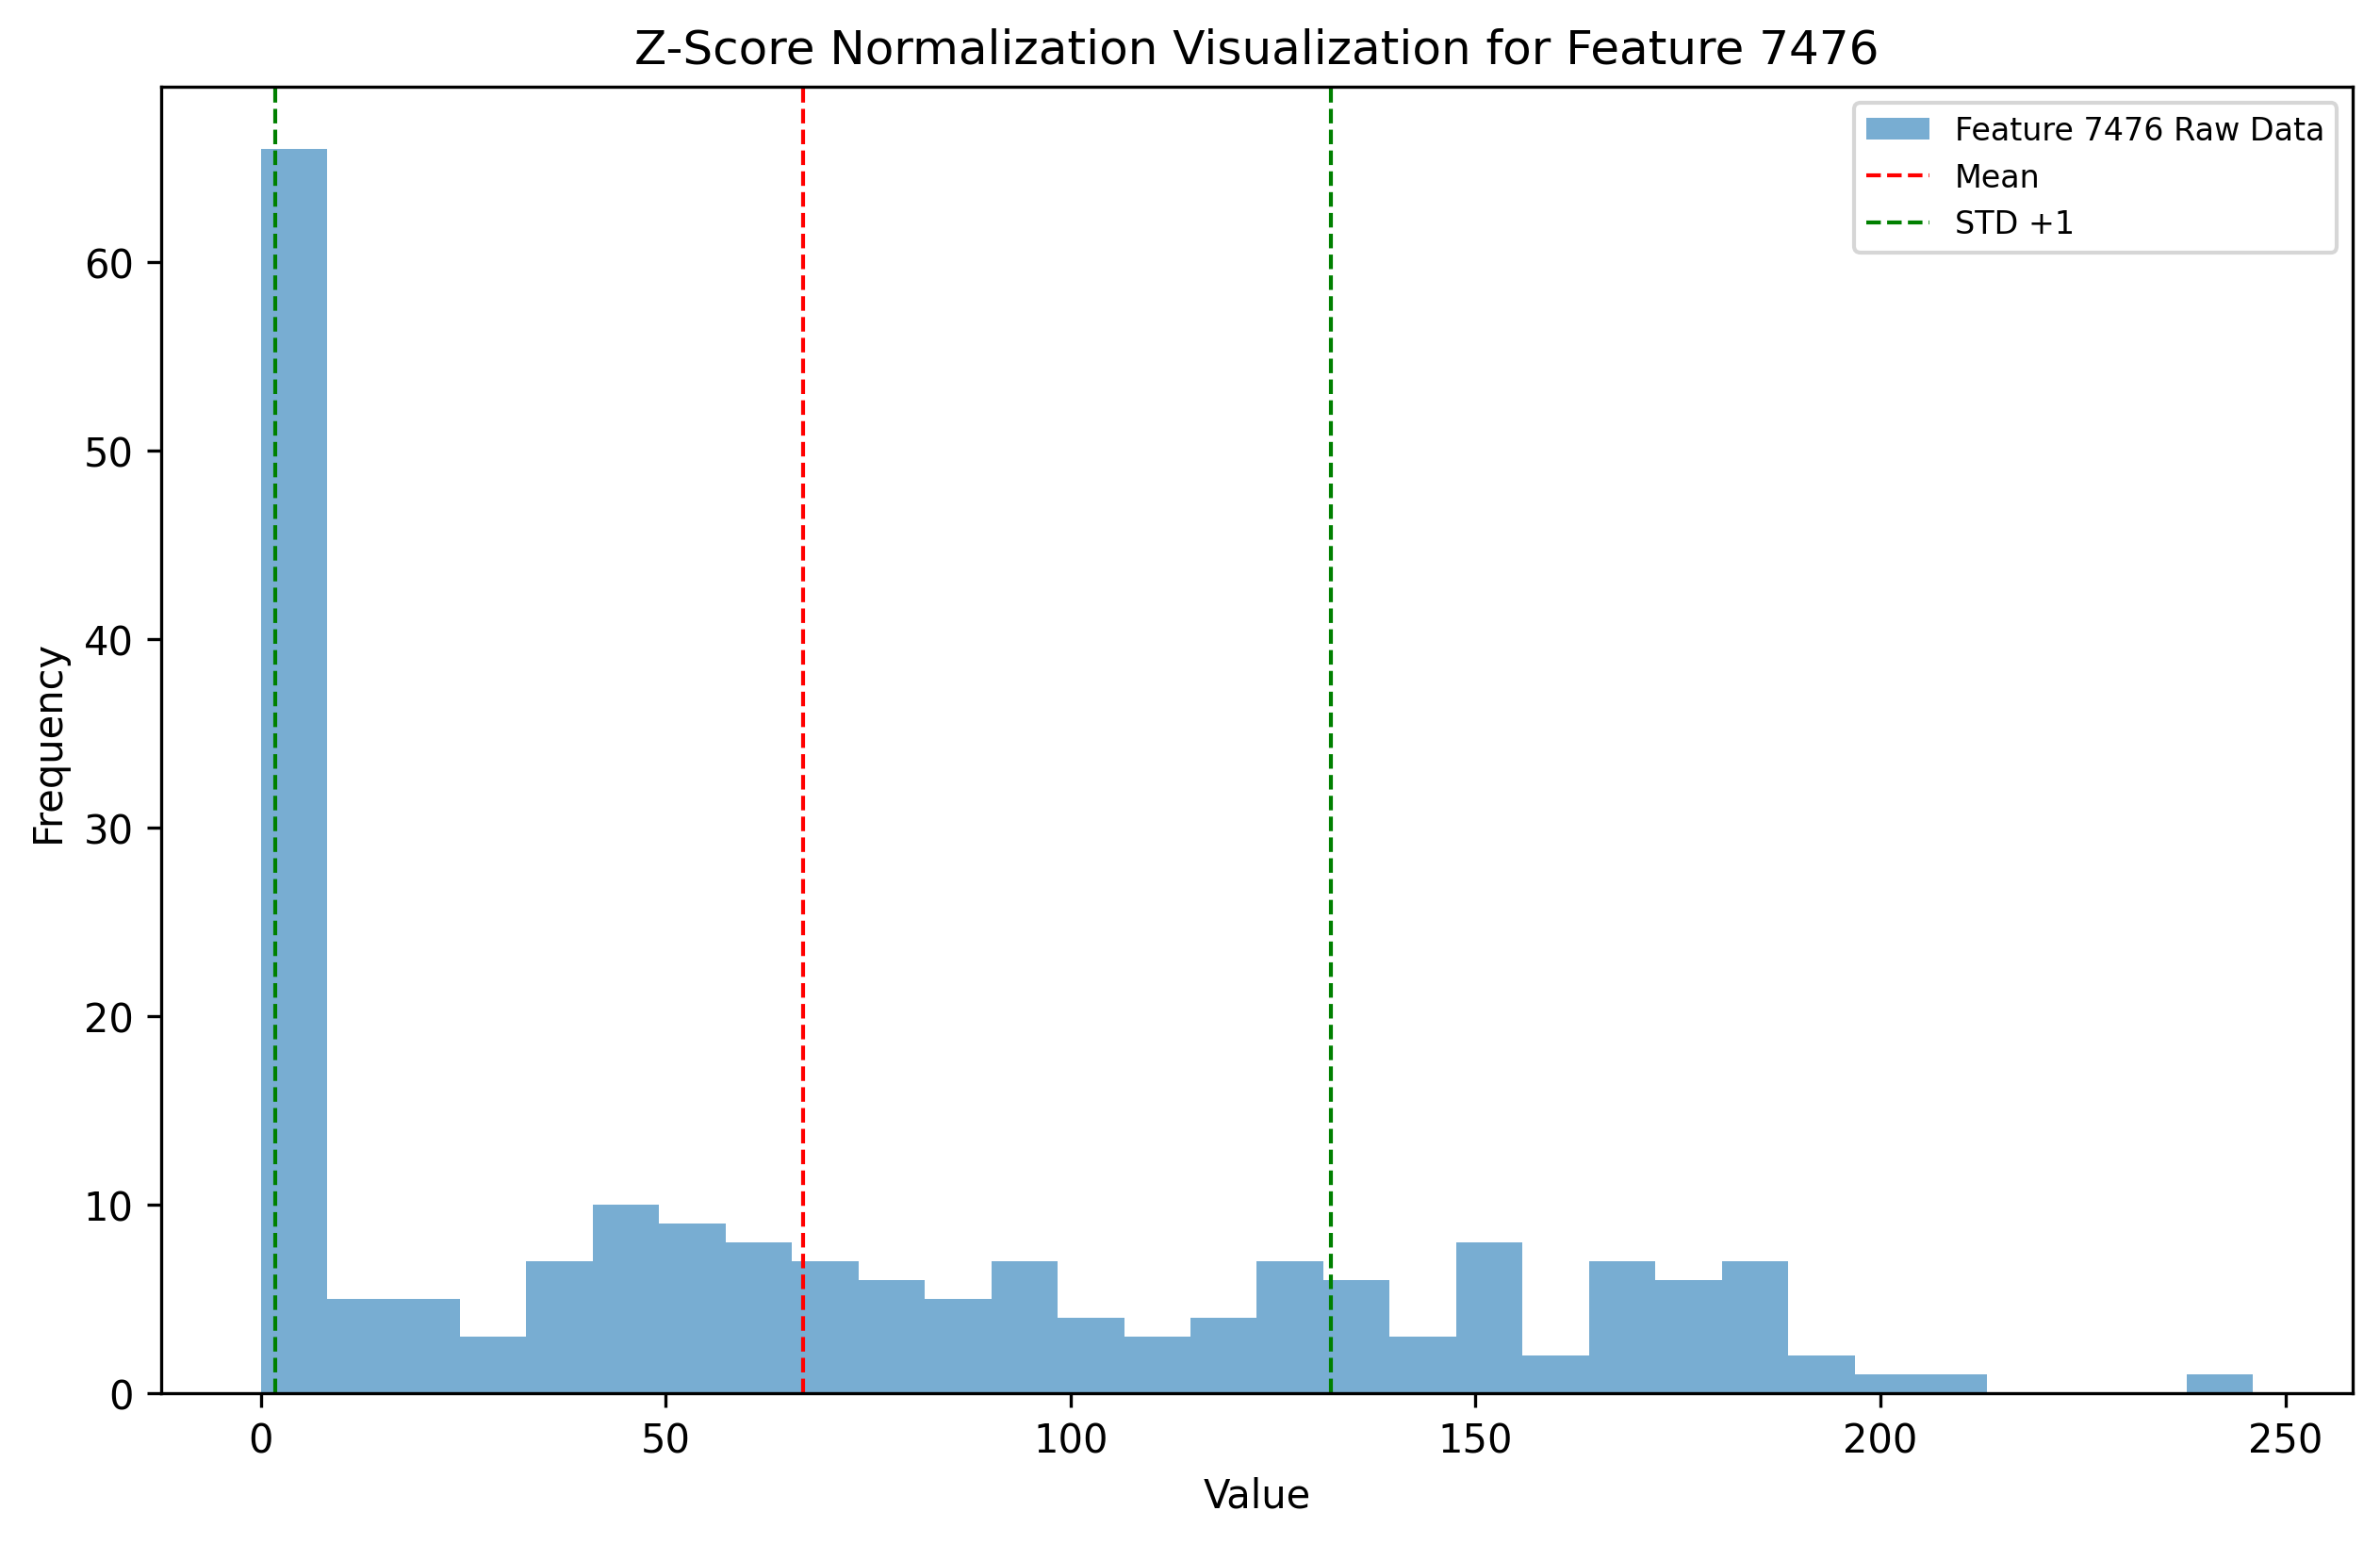 Z-Score Normalization Visualization for Feature 7476
Feature 7476 Raw Data
Mean
STD +1
60
50
40
30
20
10
0
Frequency
0 50 100 150 200 250
Value